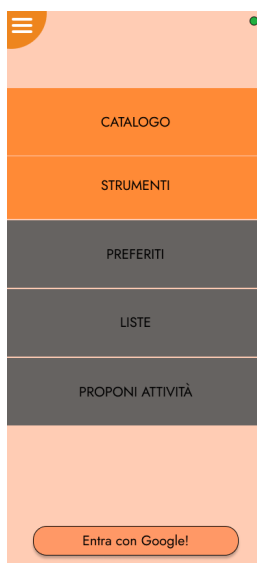 CATALOGO
STRUMENTI
PREFERITI
LISTE
PROPONI ATTIVITÀ
Entra con Google!